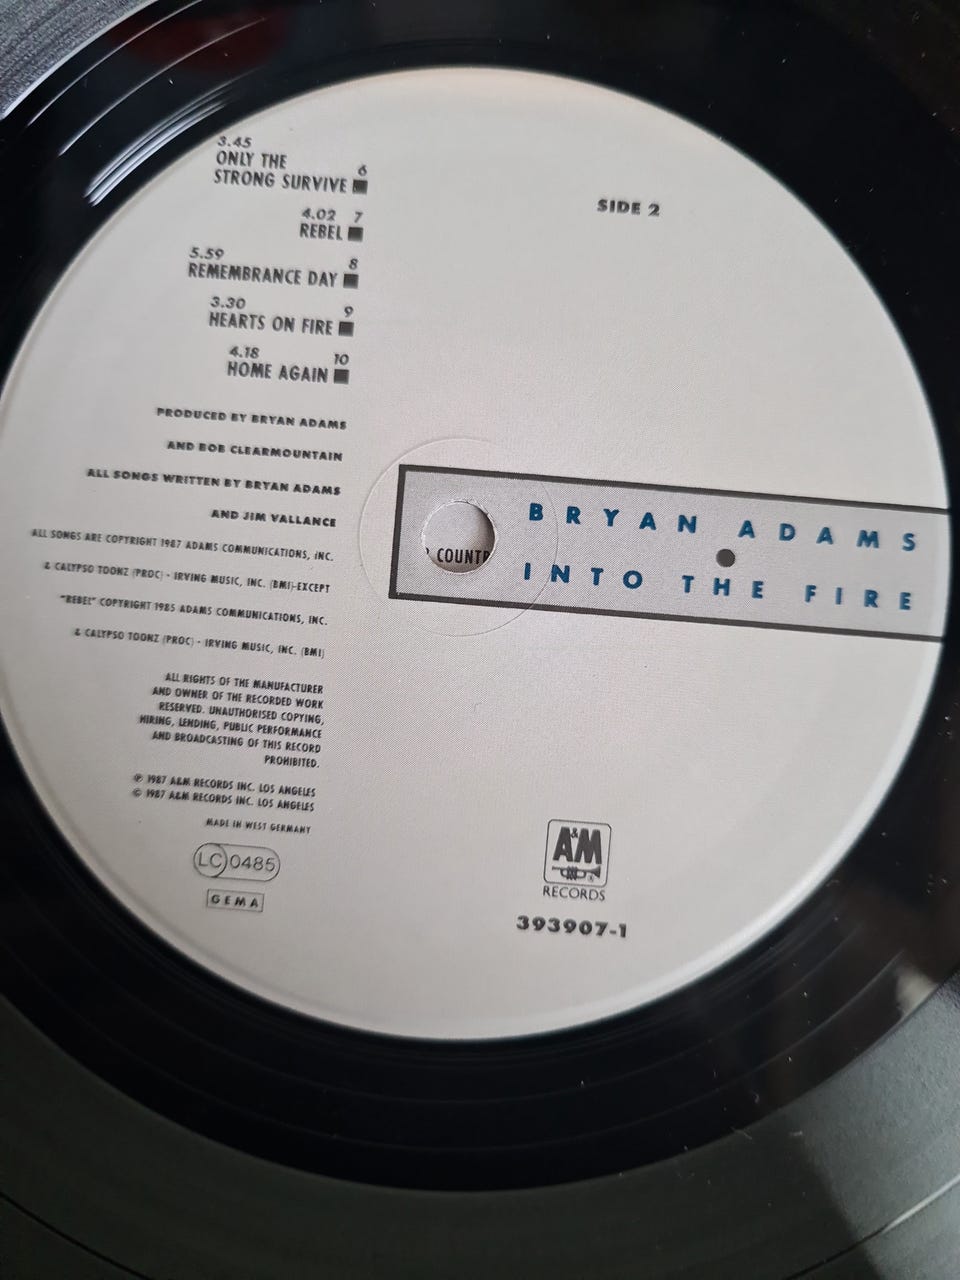 3.45
ONLY THE
STRONG SURVIVE 6
4.02 7
REBEL
5.59
REMEMBRANCE DAY 8
3.30
HEARTS ON FIRE 9
4.18 10
HOME AGAIN
PRODUCED BY BRYAN ADAMS
AND BOB CLEARMOUNTAIN
ALL SONGS WRITTEN BY BRYAN ADAMS
AND JIM VALLANCE
ALL SONGS ARE COPYRIGHT 1987 ADAMS COMMUNICATIONS, INC.
& CALYPSO TOONZ (PROC) - IRVING MUSIC, INC. (BMI)-EXCEPT
"REBEL" COPYRIGHT 1985 ADAMS COMMUNICATIONS, INC.
& CALYPSO TOONZ (PROC) - IRVING MUSIC, INC. (BMI)
ALL RIGHTS OF THE MANUFACTURER
AND OWNER OF THE RECORDED WORK
RESERVED. UNAUTHORISED COPYING,
HIRING, LENDING, PUBLIC PERFORMANCE
AND BROADCASTING OF THIS RECORD
PROHIBITED.
℗ 1987 A&M RECORDS INC. LOS ANGELES
© 1987 A&M RECORDS INC. LOS ANGELES
MADE IN WEST GERMANY
LC 0485
GEMA
SIDE 2
BRYAN ADAMS
INTO THE FIRE
A&M
RECORDS
393907-1